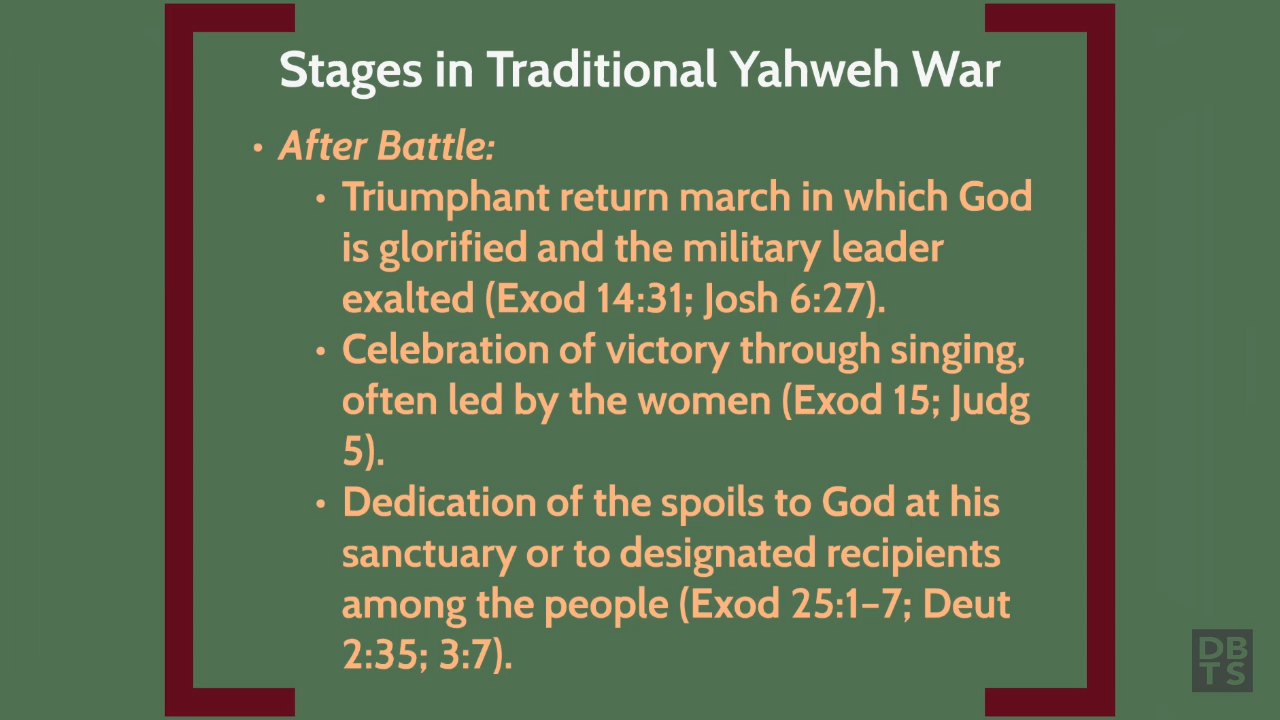 Stages in Traditional Yahweh War
• After Battle:
• Triumphant return march in which God
is glorified and the military leader
exalted (Exod 14:31; Josh 6:27).
• Celebration of victory through singing,
often led by the women (Exod 15; Judg
5).
• Dedication of the spoils to God at his
sanctuary or to designated recipients
among the people (Exod 25:1–7; Deut
2:35; 3:7).
DB
TS